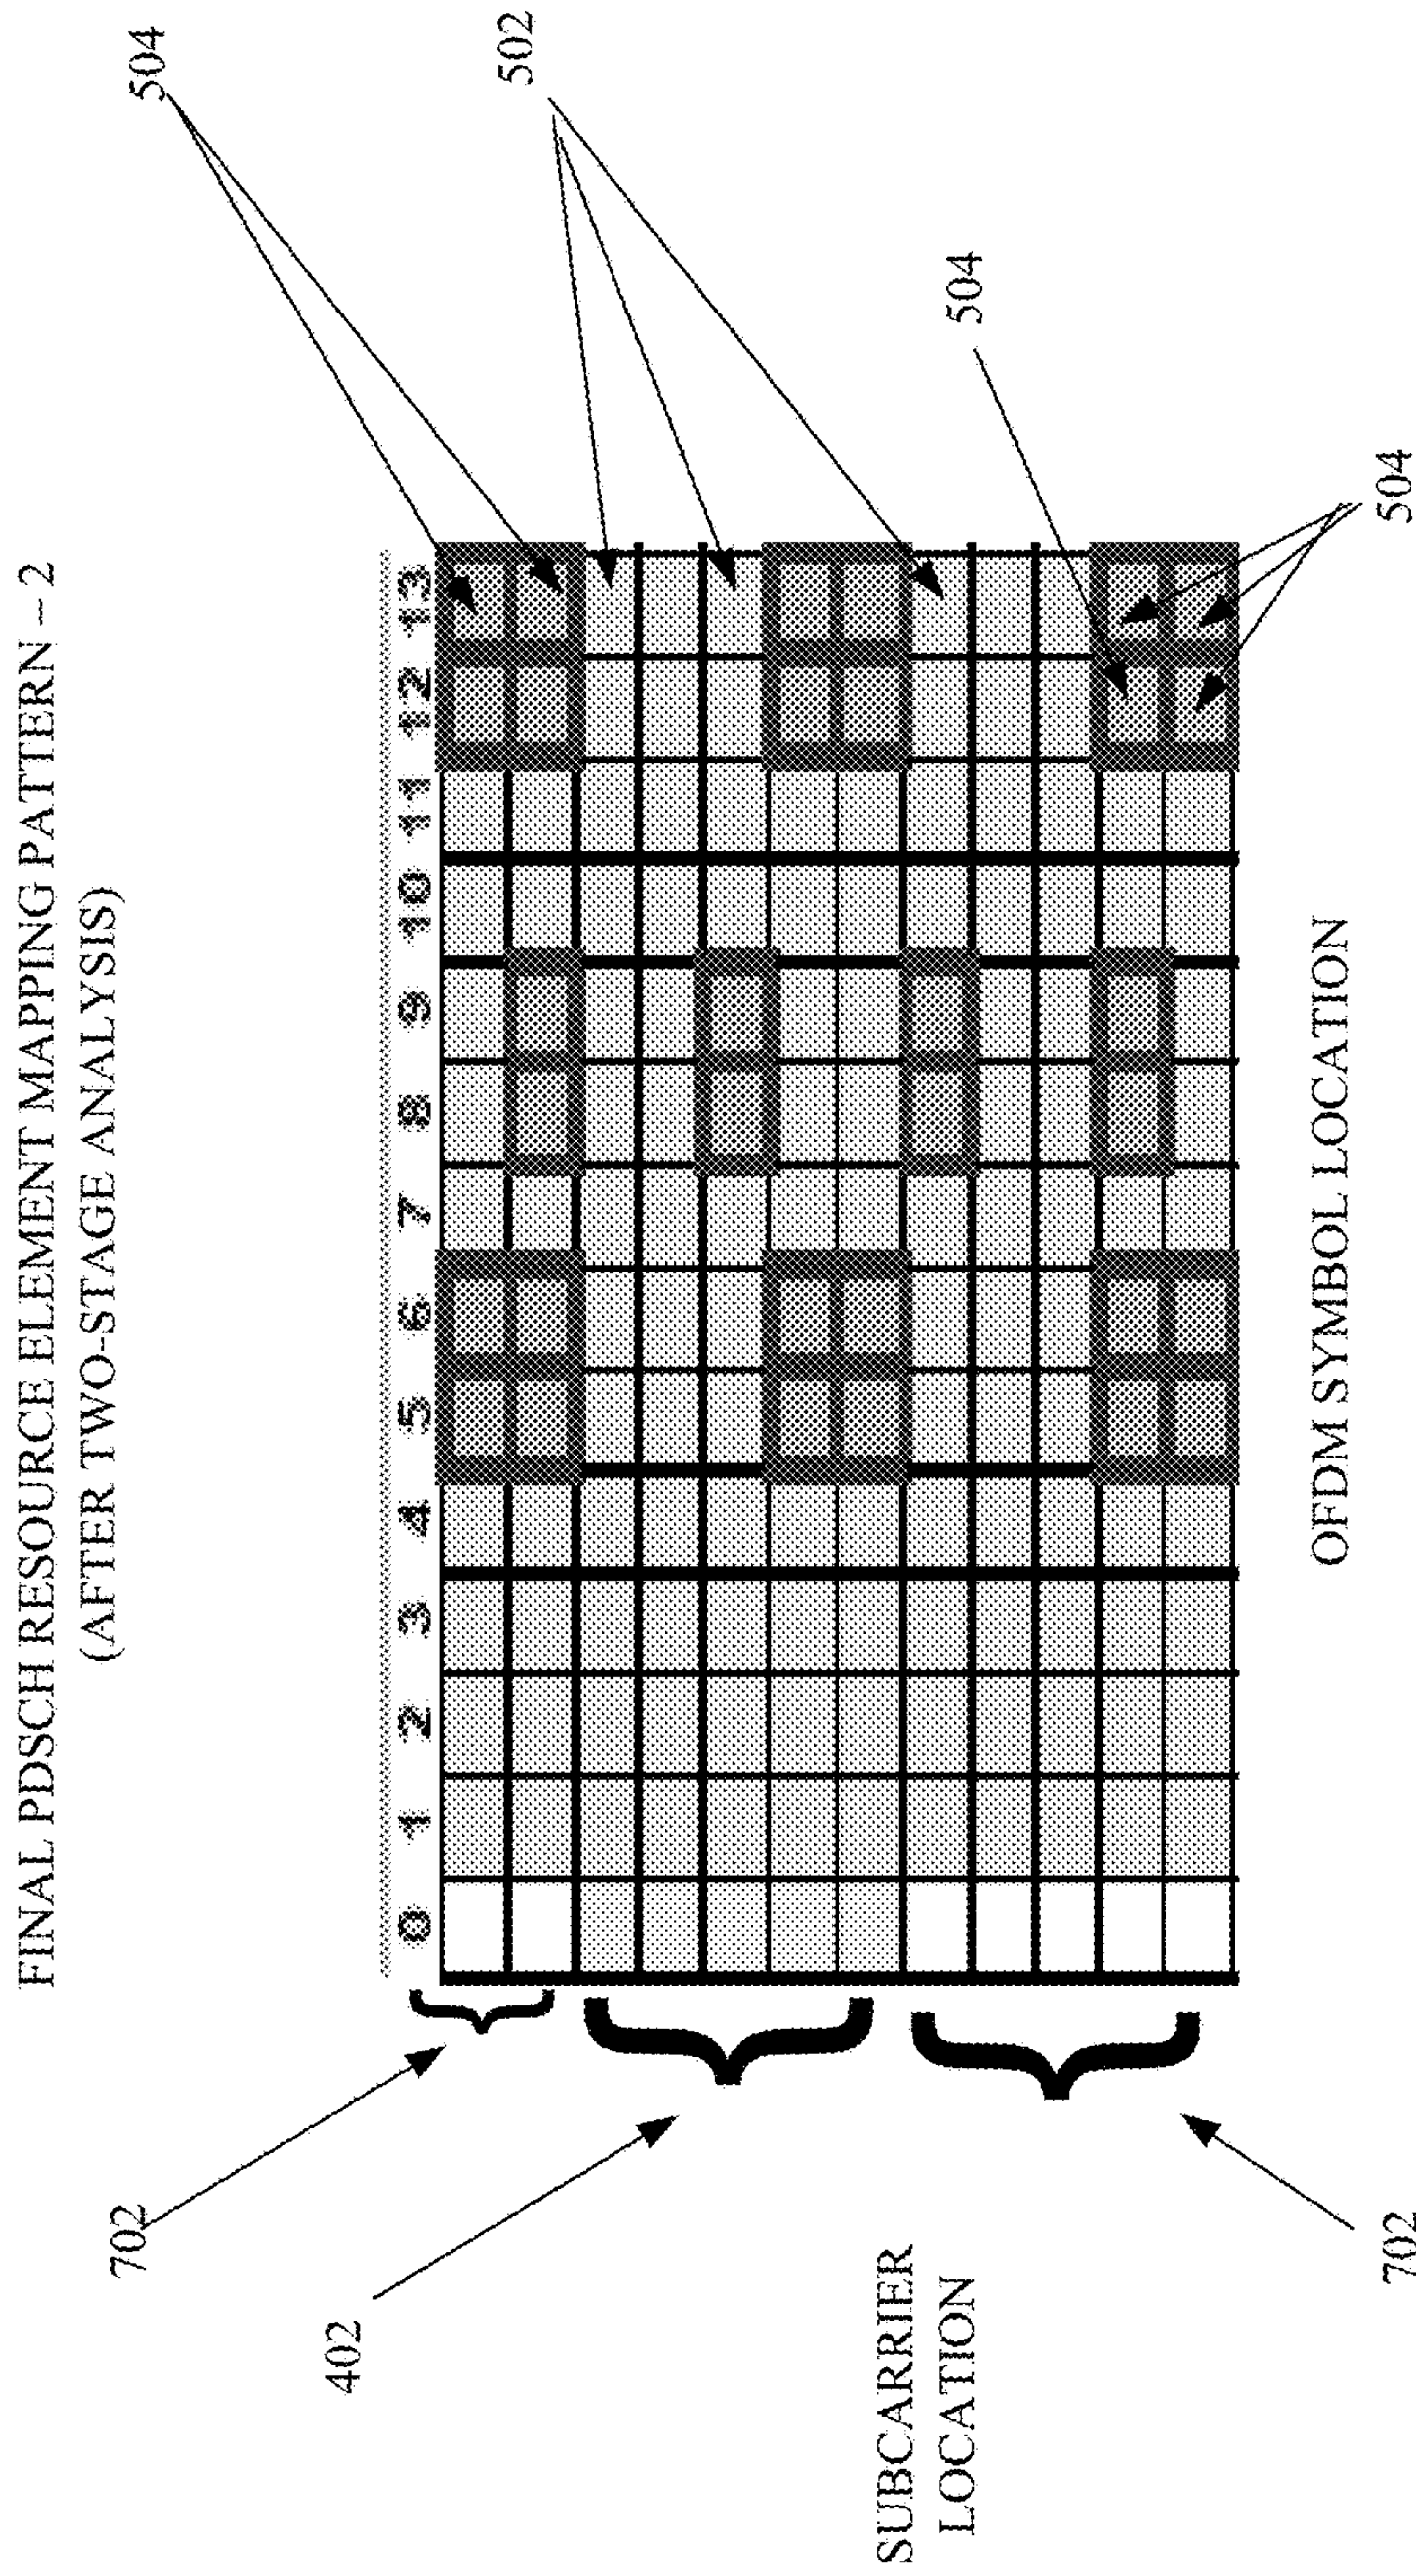 FINAL PDSCH RESOURCE ELEMENT MAPPING PATTERN – 2
(AFTER TWO-STAGE ANALYSIS)
504
502
702
0 1 2 3 4 5 6 7 8 9 10 11 12 13
402
504
SUBCARRIER
LOCATION
OFDM SYMBOL LOCATION
702
504